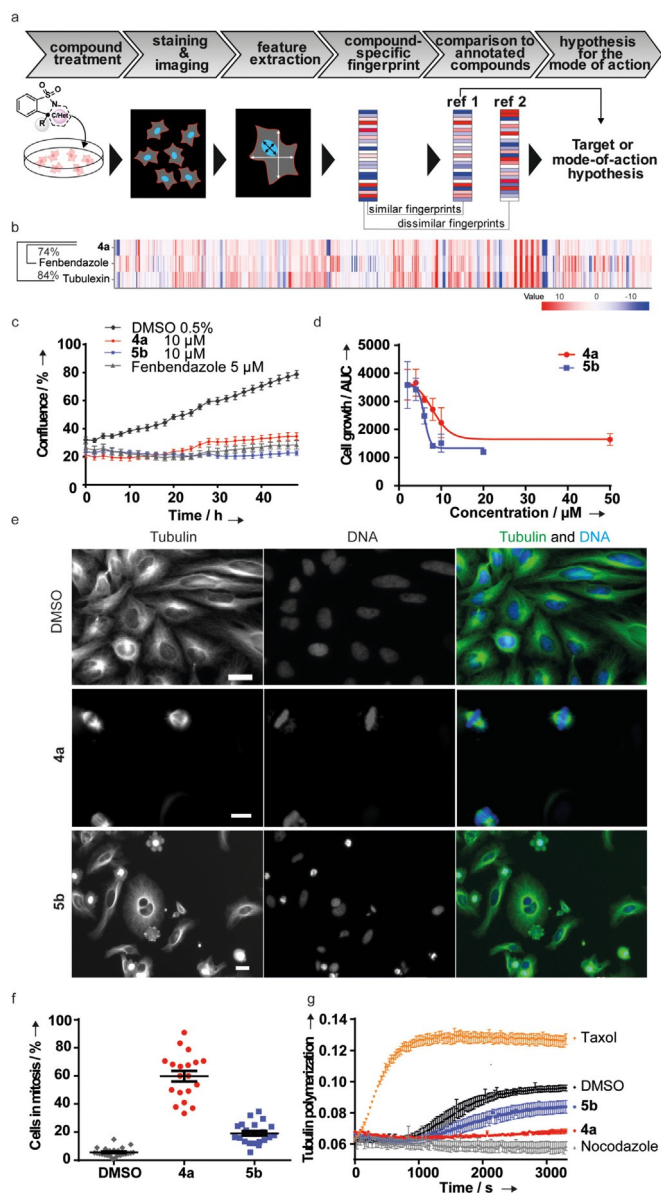 a
compound
treatment
staining
&
imaging
feature
extraction
compound-
specific
fingerprint
comparison to
annotated
compounds
hypothesis
for the
mode of action
O
S
O
N
C/Het
R
ref 1
ref 2
similar fingerprints
dissimilar fingerprints
Target or
mode-of-action
hypothesis
b
4a
74%
Fenbendazole
84%
Tubulexin
Value
10
0
-10
c
DMSO 0.5%
4a 10 µM
5b 10 µM
Fenbendazole 5 µM
Confluence / % →
100
80
60
40
20
0
0
20
40
Time / h →
d
4a
5b
Cell growth / AUC →
5000
4000
3000
2000
1000
0
0
10
20
30
40
50
Concentration / µM →
e
Tubulin
DNA
Tubulin and DNA
DMSO
4a
5b
f
Cells in mitosis / % →
100
80
60
40
20
0
DMSO
4a
5b
g
Tubulin polymerization →
0.14
0.12
0.10
0.08
0.06
0
1000
2000
3000
Time / s →
Taxol
DMSO
5b
4a
Nocodazole